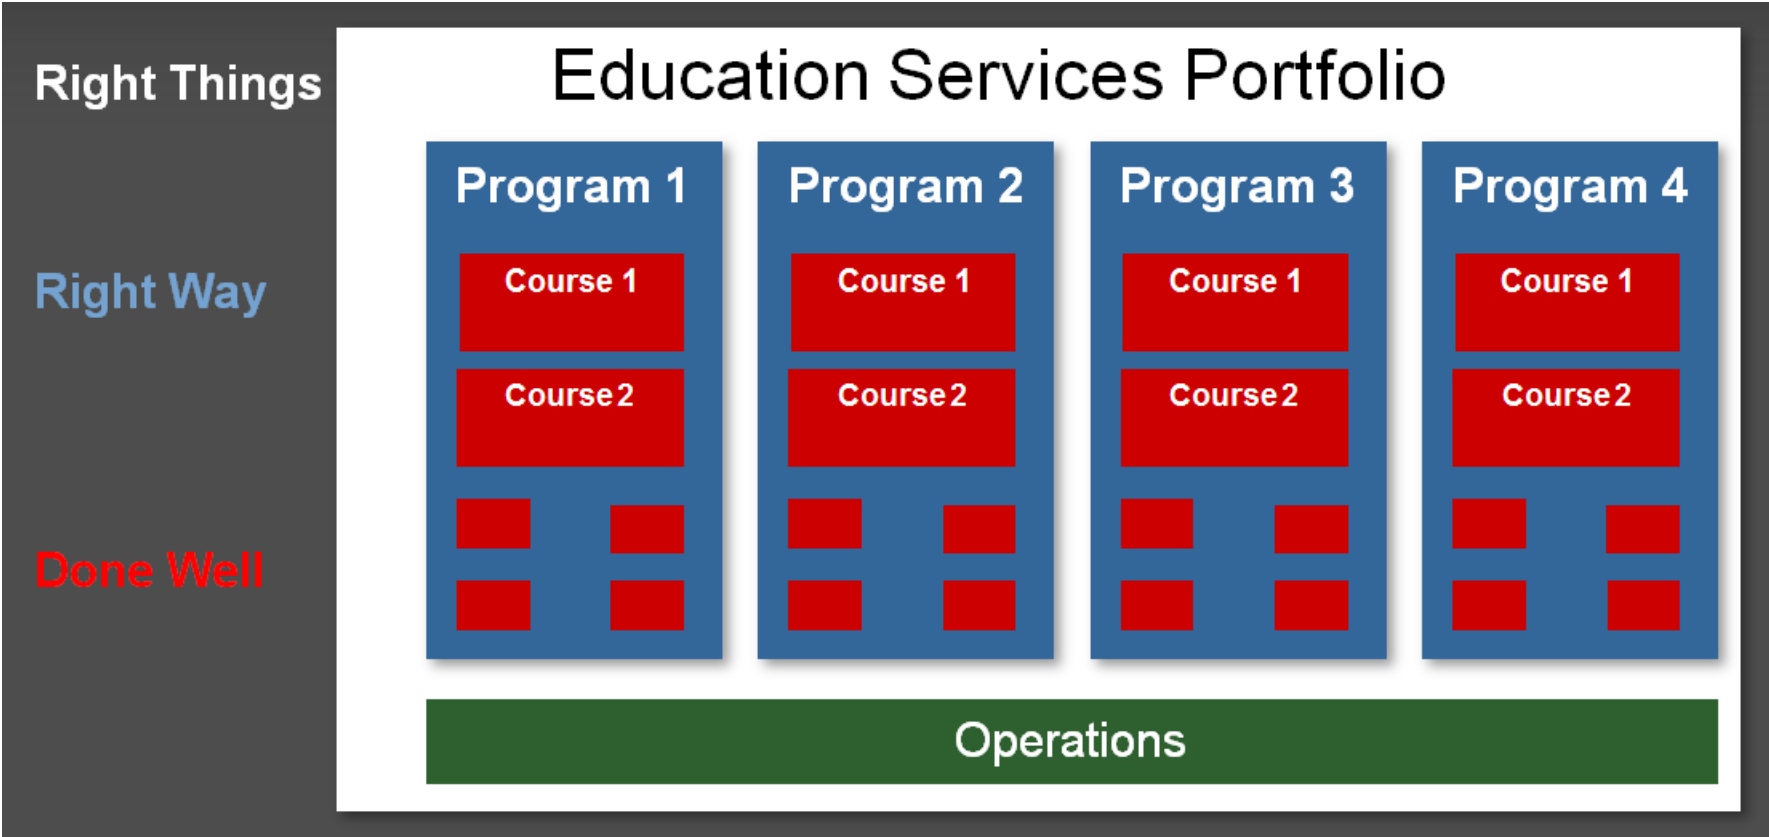 Right Things
Education Services Portfolio
Program 1
Program 2
Program 3
Program 4
Right Way
Course 1
Course 1
Course 1
Course 1
Course 2
Course 2
Course 2
Course 2
Done Well
Operations